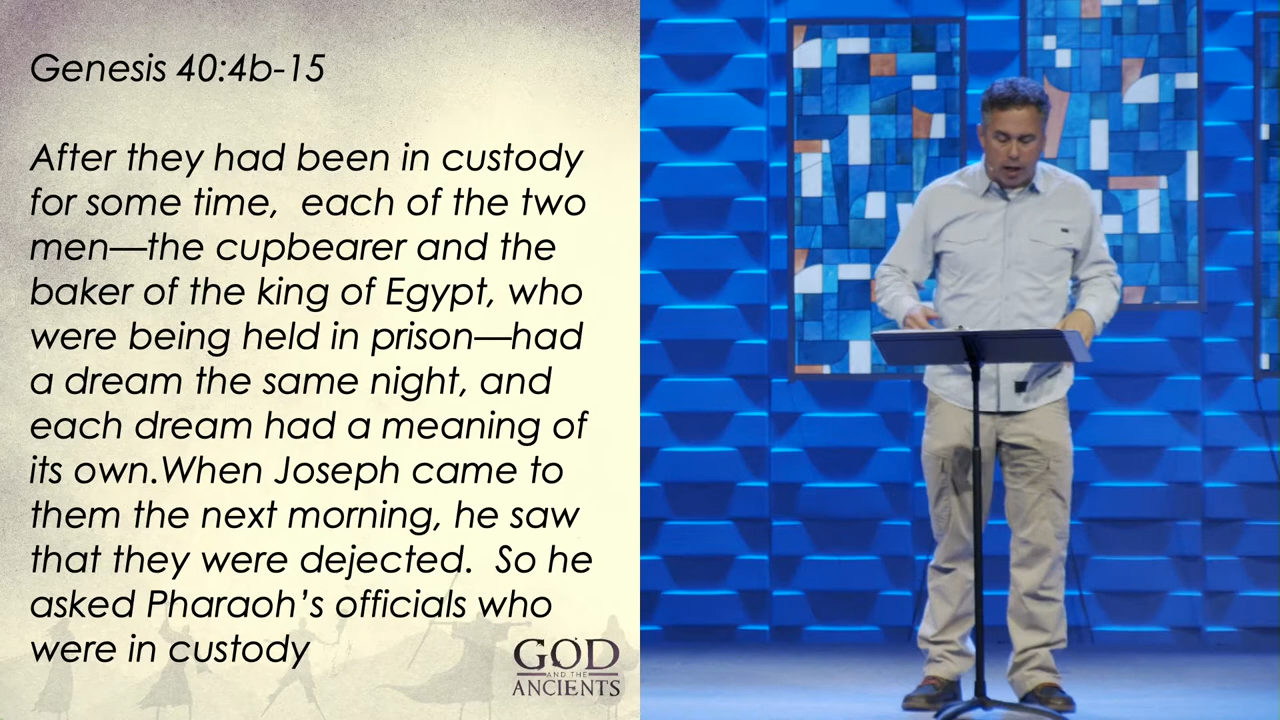 Genesis 40:4b-15
After they had been in custody
for some time,  each of the two
men—the cupbearer and the
baker of the king of Egypt, who
were being held in prison—had
a dream the same night, and
each dream had a meaning of
its own.When Joseph came to
them the next morning, he saw
that they were dejected.  So he
asked Pharaoh’s officials who
were in custody
GOD
AND THE
ANCIENTS